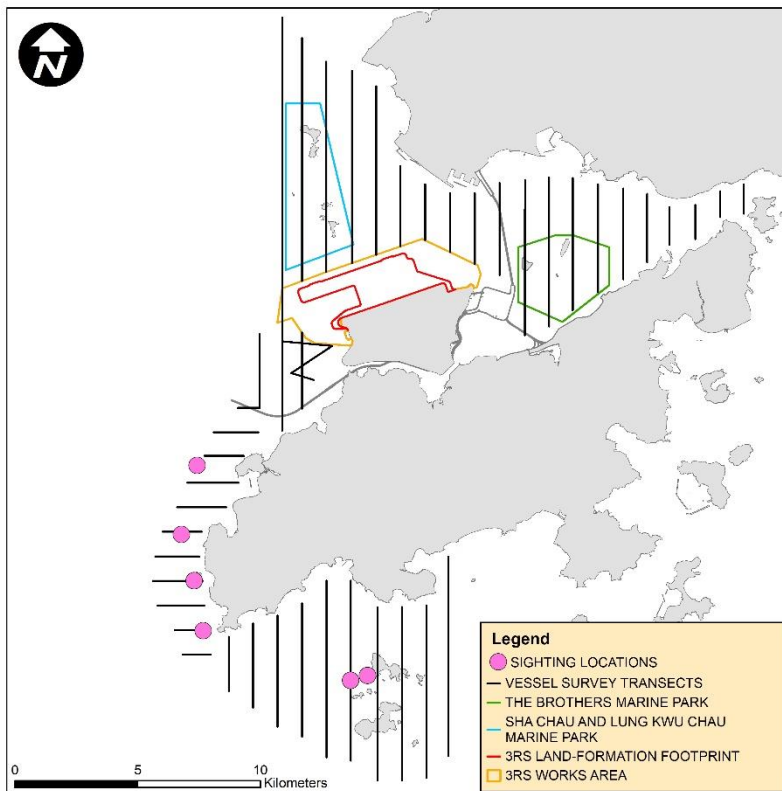 N
Legend
SIGHTING LOCATIONS
VESSEL SURVEY TRANSECTS
THE BROTHERS MARINE PARK
SHA CHAU AND LUNG KWU CHAU
MARINE PARK
3RS LAND-FORMATION FOOTPRINT
3RS WORKS AREA
0 5 10
Kilometers